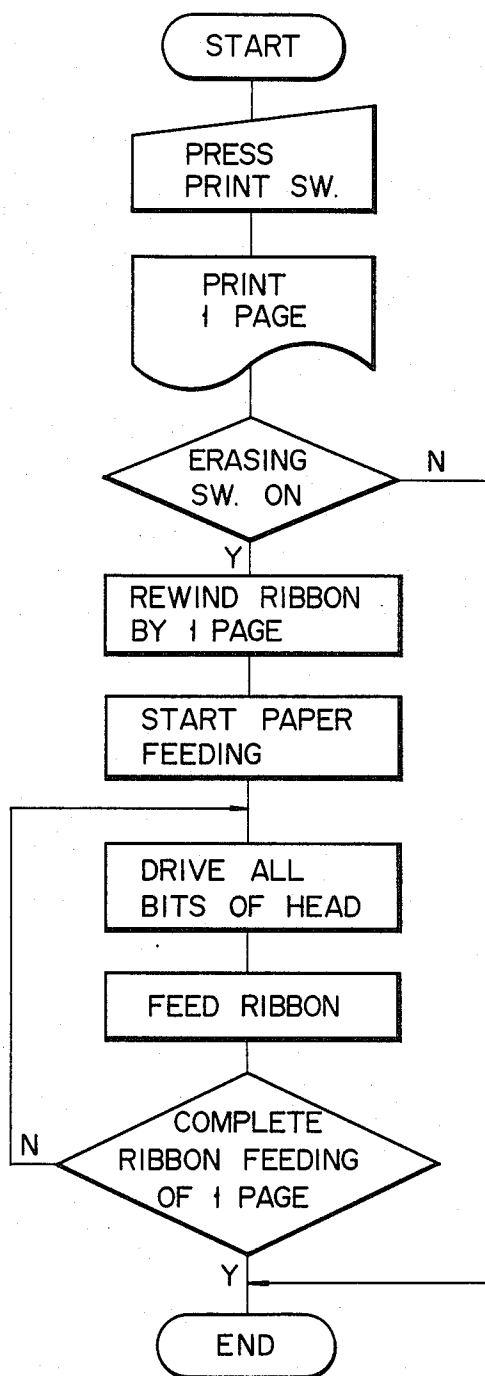 START
PRESS
PRINT SW.
PRINT
1 PAGE
ERASING
SW. ON
N
Y
REWIND RIBBON
BY 1 PAGE
START PAPER
FEEDING
DRIVE ALL
BITS OF HEAD
FEED RIBBON
COMPLETE
RIBBON FEEDING
OF 1 PAGE
N
Y
END